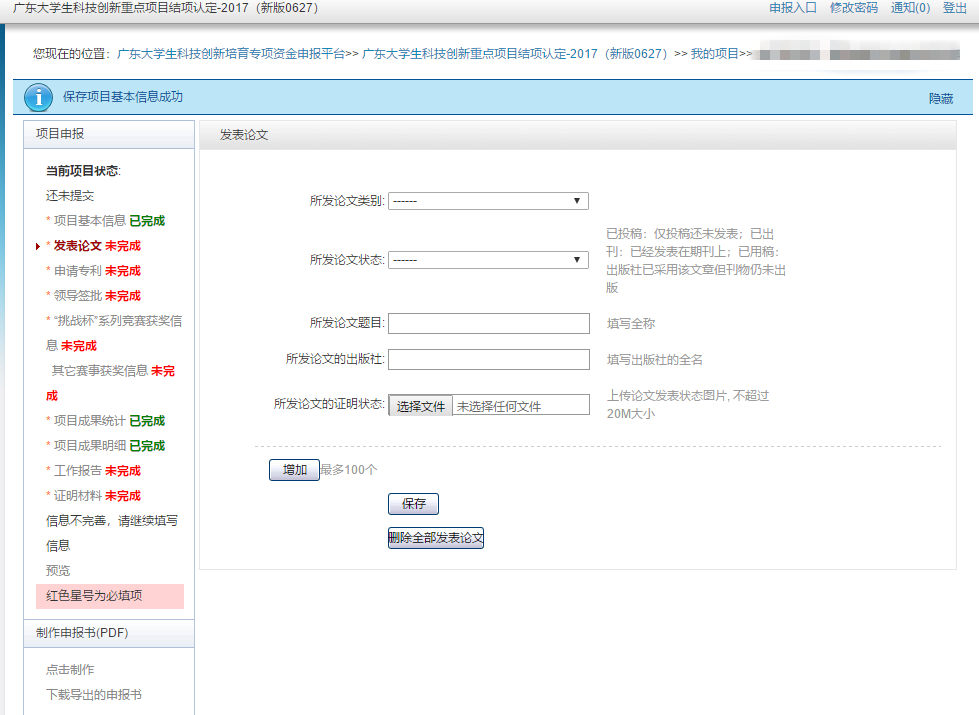 广东大学生科技创新重点项目结项认定-2017（新版0627）
申报入口 修改密码 通知(0) 登出
您现在的位置：广东大学生科技创新培育专项资金申报平台>> 广东大学生科技创新重点项目结项认定-2017（新版0627）>> 我的项目>>
保存项目基本信息成功
隐藏
项目申报
当前项目状态:
还未提交
* 项目基本信息 已完成
* 发表论文 未完成
* 申请专利 未完成
* 领导签批 未完成
* “挑战杯”系列竞赛获奖信
息 未完成
其它赛事获奖信息 未完
成
* 项目成果统计 已完成
* 项目成果明细 已完成
* 工作报告 未完成
* 证明材料 未完成
信息不完善，请继续填写
信息
预览
红色星号为必填项
制作申报书(PDF)
点击制作
下载导出的申报书
发表论文
所发论文类别: ------
所发论文状态: ------
已投稿：仅投稿还未发表；已出
刊：已经发表在期刊上；已用稿：
出版社已采用该文章但刊物仍未出
版
所发论文题目:
填写全称
所发论文的出版社:
填写出版社的全名
所发论文的证明状态: 选择文件 未选择任何文件
上传论文发表状态图片, 不超过
20M大小
增加 最多100个
保存
删除全部发表论文